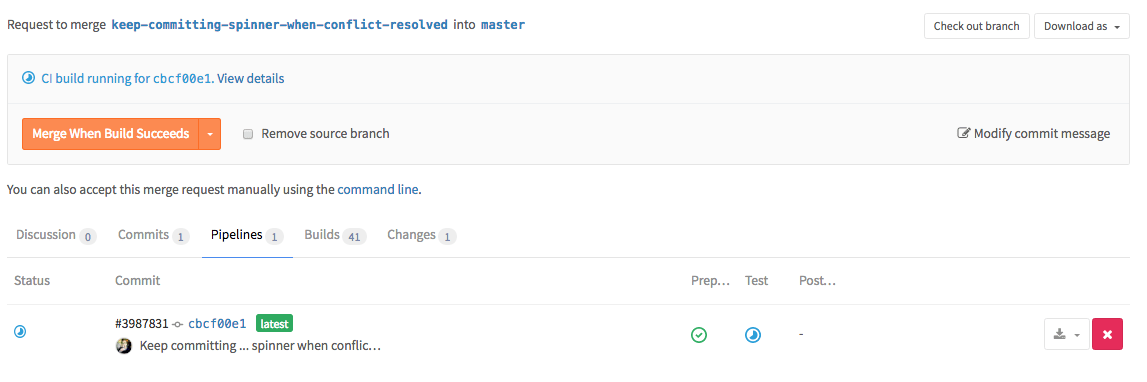 Request to merge keep-committing-spinner-when-conflict-resolved into master
Check out branch
Download as
CI build running for cbcf00e1. View details
Merge When Build Succeeds
Remove source branch
Modify commit message
You can also accept this merge request manually using the command line.
Discussion 0 Commits 1 Pipelines 1 Builds 41 Changes 1
Status Commit Prep… Test Post…
#3987831 cbcf00e1 latest
-
Keep committing ... spinner when conflic…